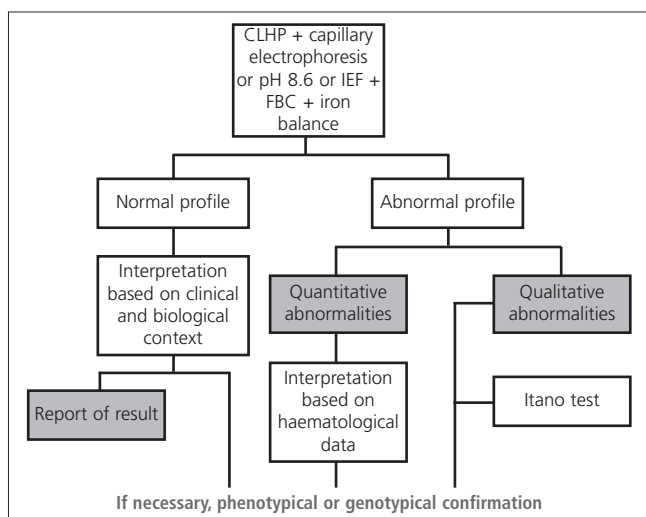 CLHP + capillary
electrophoresis
or pH 8.6 or IEF +
FBC + iron
balance
Normal profile
Abnormal profile
Interpretation
based on clinical
and biological
context
Quantitative
abnormalities
Qualitative
abnormalities
Report of result
Interpretation
based on
haematological
data
Itano test
If necessary, phenotypical or genotypical confirmation